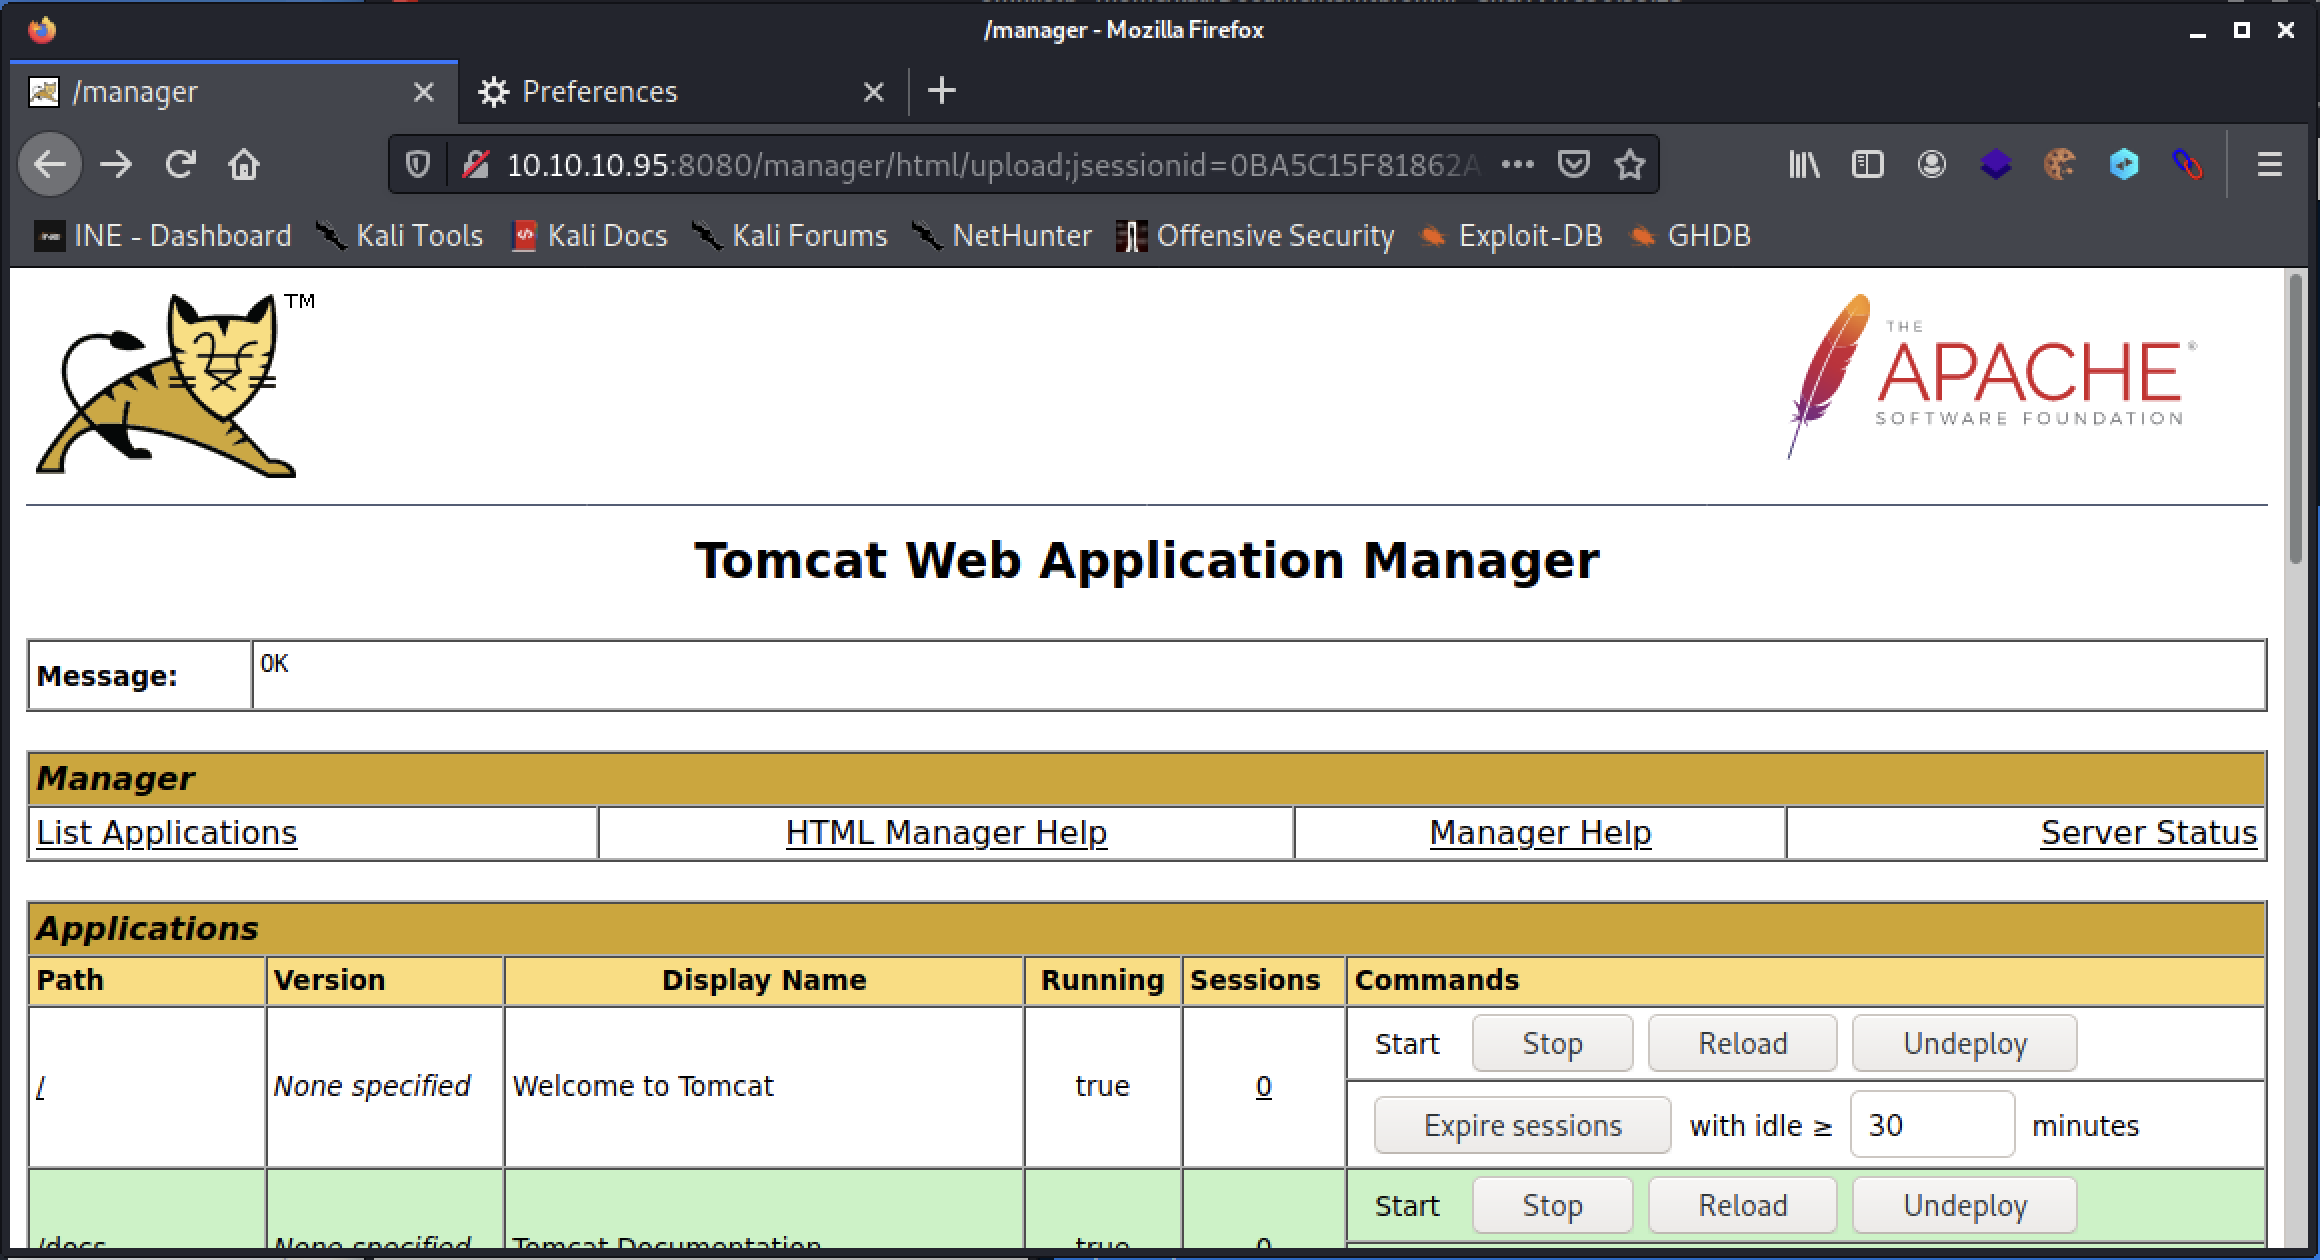 /manager - Mozilla Firefox
/manager
Preferences
10.10.10.95:8080/manager/html/upload;jsessionid=0BA5C15F81862A
INE - Dashboard Kali Tools Kali Docs Kali Forums NetHunter Offensive Security Exploit-DB GHDB
TM
THE
APACHE®
SOFTWARE FOUNDATION
Tomcat Web Application Manager
Message: OK
Manager
List Applications HTML Manager Help Manager Help Server Status
Applications
Path Version Display Name Running Sessions Commands
/ None specified Welcome to Tomcat true 0
Start Stop Reload Undeploy
Expire sessions with idle ≥ 30 minutes
Start Stop Reload Undeploy
/docs None specified Tomcat Documentation true 0